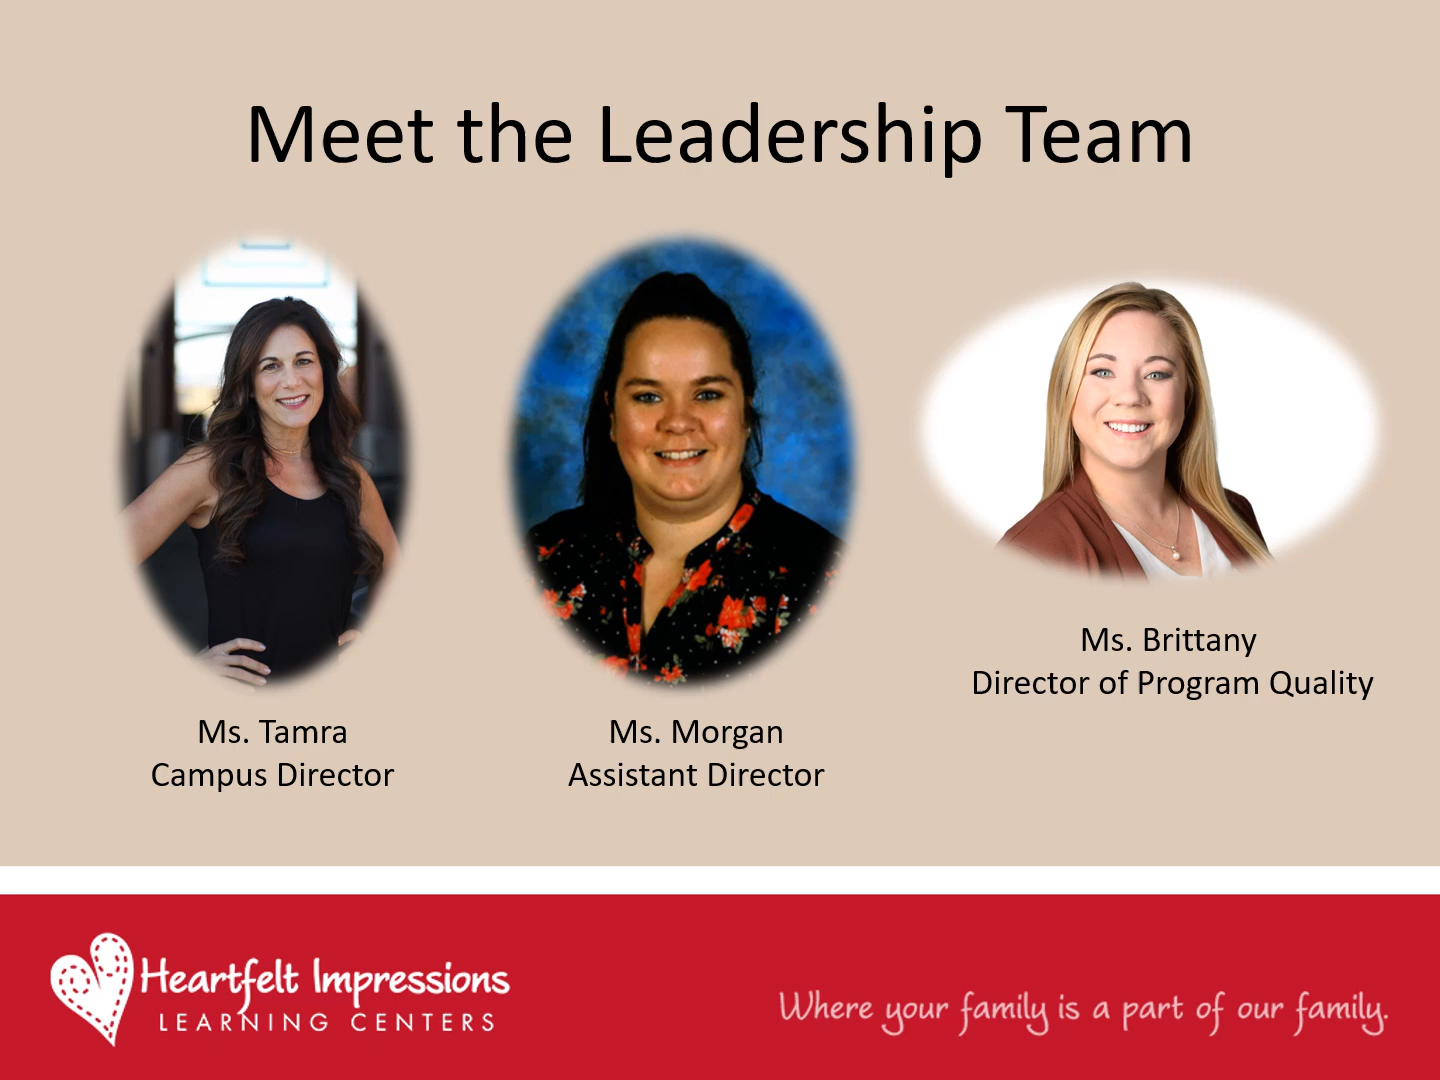 Meet the Leadership Team
Ms. Tamra
Campus Director
Ms. Morgan
Assistant Director
Ms. Brittany
Director of Program Quality
Heartfelt Impressions
LEARNING CENTERS
Where your family is a part of our family.